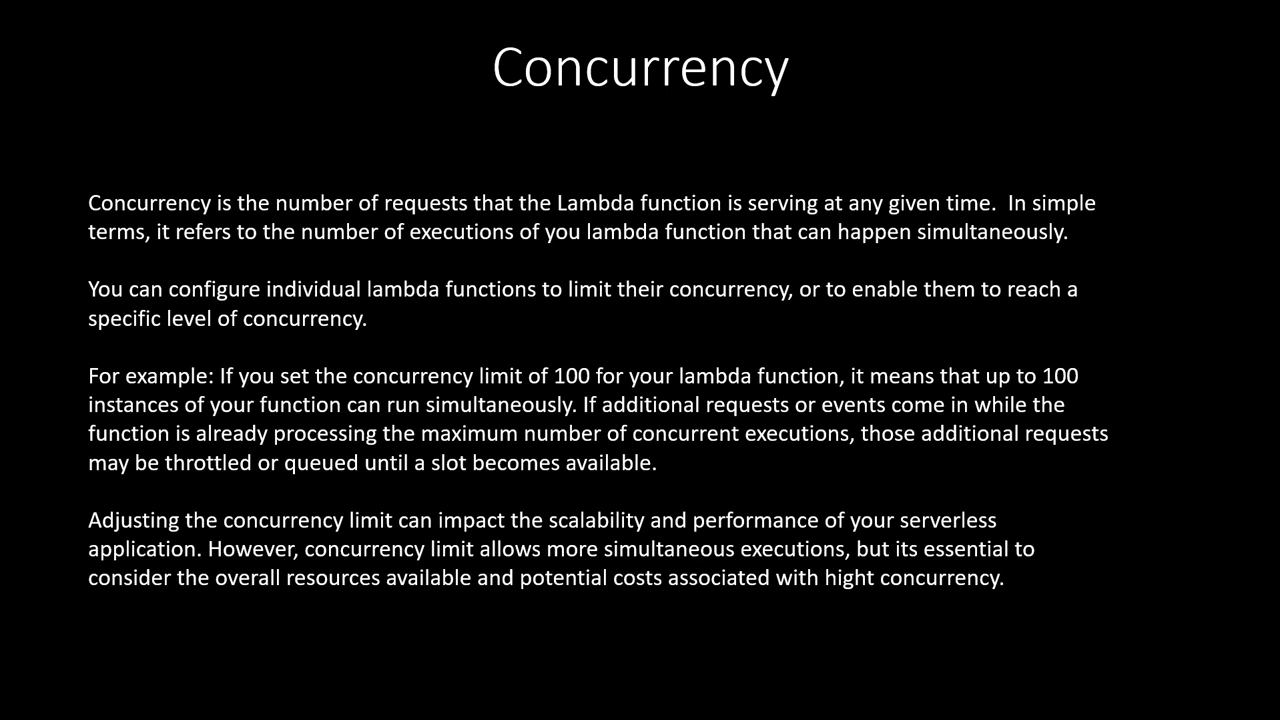 Concurrency
Concurrency is the number of requests that the Lambda function is serving at any given time.  In simple
terms, it refers to the number of executions of you lambda function that can happen simultaneously.
You can configure individual lambda functions to limit their concurrency, or to enable them to reach a
specific level of concurrency.
For example: If you set the concurrency limit of 100 for your lambda function, it means that up to 100
instances of your function can run simultaneously. If additional requests or events come in while the
function is already processing the maximum number of concurrent executions, those additional requests
may be throttled or queued until a slot becomes available.
Adjusting the concurrency limit can impact the scalability and performance of your serverless
application. However, concurrency limit allows more simultaneous executions, but its essential to
consider the overall resources available and potential costs associated with hight concurrency.